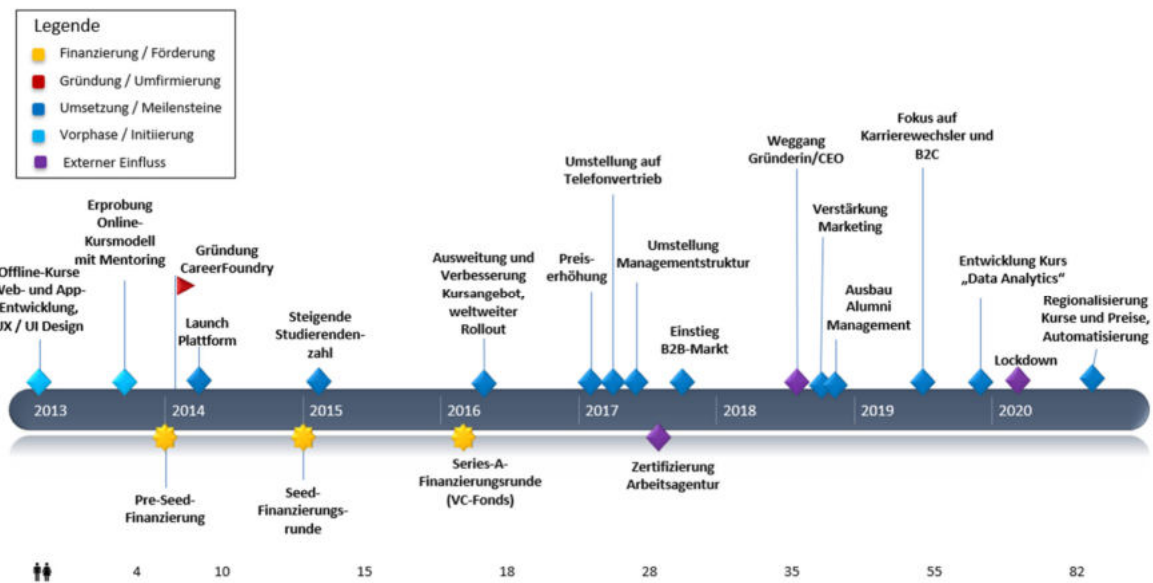 Legende
Finanzierung / Förderung
Gründung / Umfirmierung
Umsetzung / Meilensteine
Vorphase / Initiierung
Externer Einfluss
Offline-Kurse
Web- und App-
Entwicklung,
UX / UI Design
Erprobung
Online-
Kursmodell
mit Mentoring
Gründung
CareerFoundry
Launch
Plattform
Steigende
Studierenden-
zahl
Ausweitung und
Verbesserung
Kursangebot,
weltweiter
Rollout
Preis-
erhöhung
Umstellung auf
Telefonvertrieb
Umstellung
Managementstruktur
Einstieg
B2B-Markt
Weggang
Gründerin/CEO
Verstärkung
Marketing
Ausbau
Alumni
Management
Fokus auf
Karrierewechsler und
B2C
Entwicklung Kurs
„Data Analytics“
Lockdown
Regionalisierung
Kurse und Preise,
Automatisierung
2013 2014 2015 2016 2017 2018 2019 2020
Pre-Seed-
Finanzierung
Seed-
Finanzierungs-
runde
Series-A-
Finanzierungsrunde
(VC-Fonds)
Zertifizierung
Arbeitsagentur
4 10 15 18 28 35 55 82